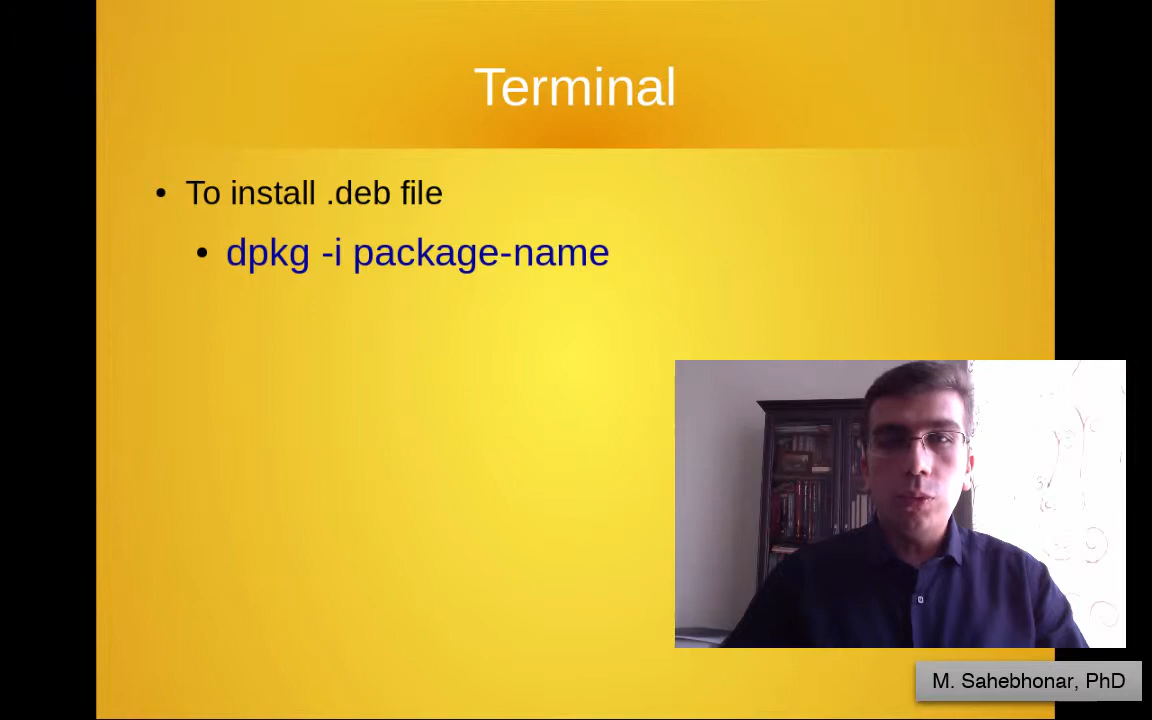 Terminal
• To install .deb file
• dpkg -i package-name
M. Sahebhonar, PhD